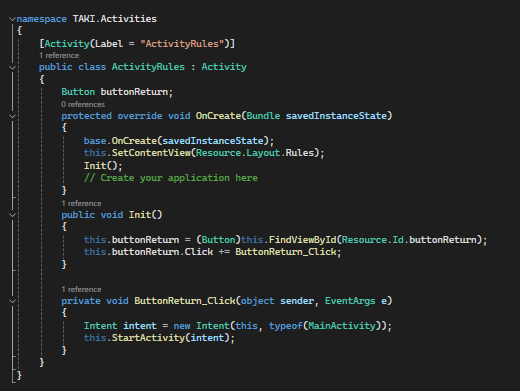 namespace TAKI.Activities
{
[Activity(Label = "ActivityRules")]
1 reference
public class ActivityRules : Activity
{
Button buttonReturn;
0 references
protected override void OnCreate(Bundle savedInstanceState)
{
base.OnCreate(savedInstanceState);
this.SetContentView(Resource.Layout.Rules);
Init();
// Create your application here
}
1 reference
public void Init()
{
this.buttonReturn = (Button)this.FindViewById(Resource.Id.buttonReturn);
this.buttonReturn.Click += ButtonReturn_Click;
}
1 reference
private void ButtonReturn_Click(object sender, EventArgs e)
{
Intent intent = new Intent(this, typeof(MainActivity));
this.StartActivity(intent);
}
}
}